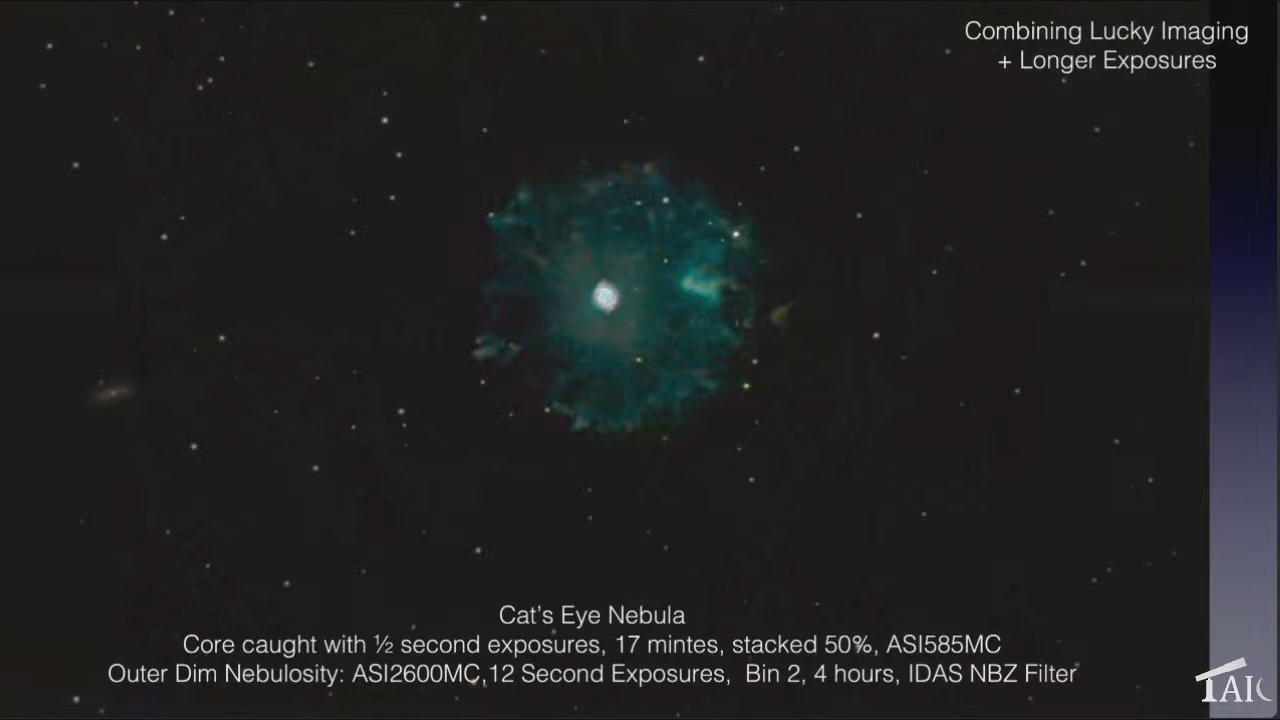 Combining Lucky Imaging
+ Longer Exposures
Cat's Eye Nebula
Core caught with ½ second exposures, 17 mintes, stacked 50%, ASI585MC
Outer Dim Nebulosity: ASI2600MC,12 Second Exposures,  Bin 2, 4 hours, IDAS NBZ Filter
TAIC